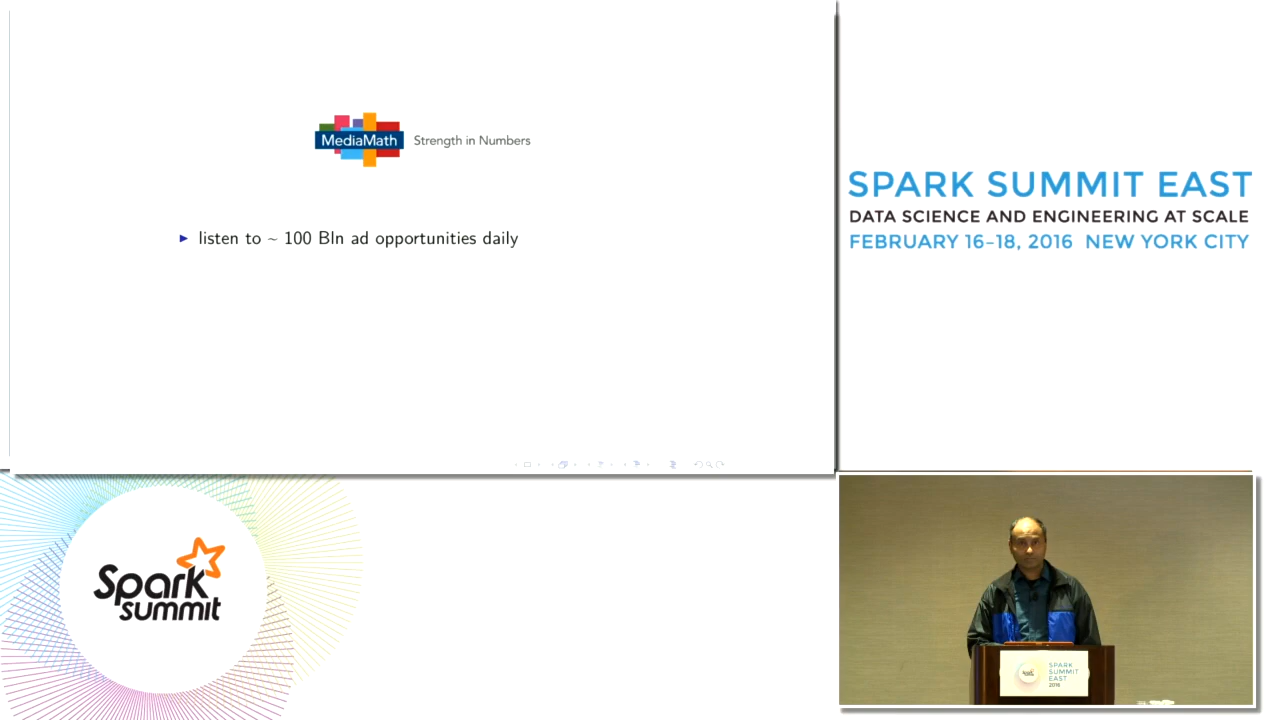 MediaMath Strength in Numbers
listen to ~ 100 Bln ad opportunities daily
SPARK SUMMIT EAST
DATA SCIENCE AND ENGINEERING AT SCALE
FEBRUARY 16–18, 2016 NEW YORK CITY
Spark
summit
SPARK
SUMMIT
EAST
2016